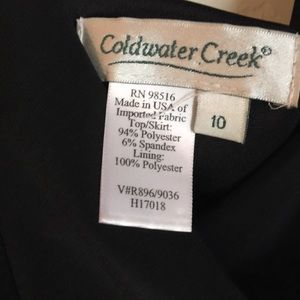 Coldwater Creek®
10
RN 98516
Made in USA of
Imported Fabric
Top/Skirt:
94% Polyester
6% Spandex
Lining:
100% Polyester
V#R896/9036
H17018